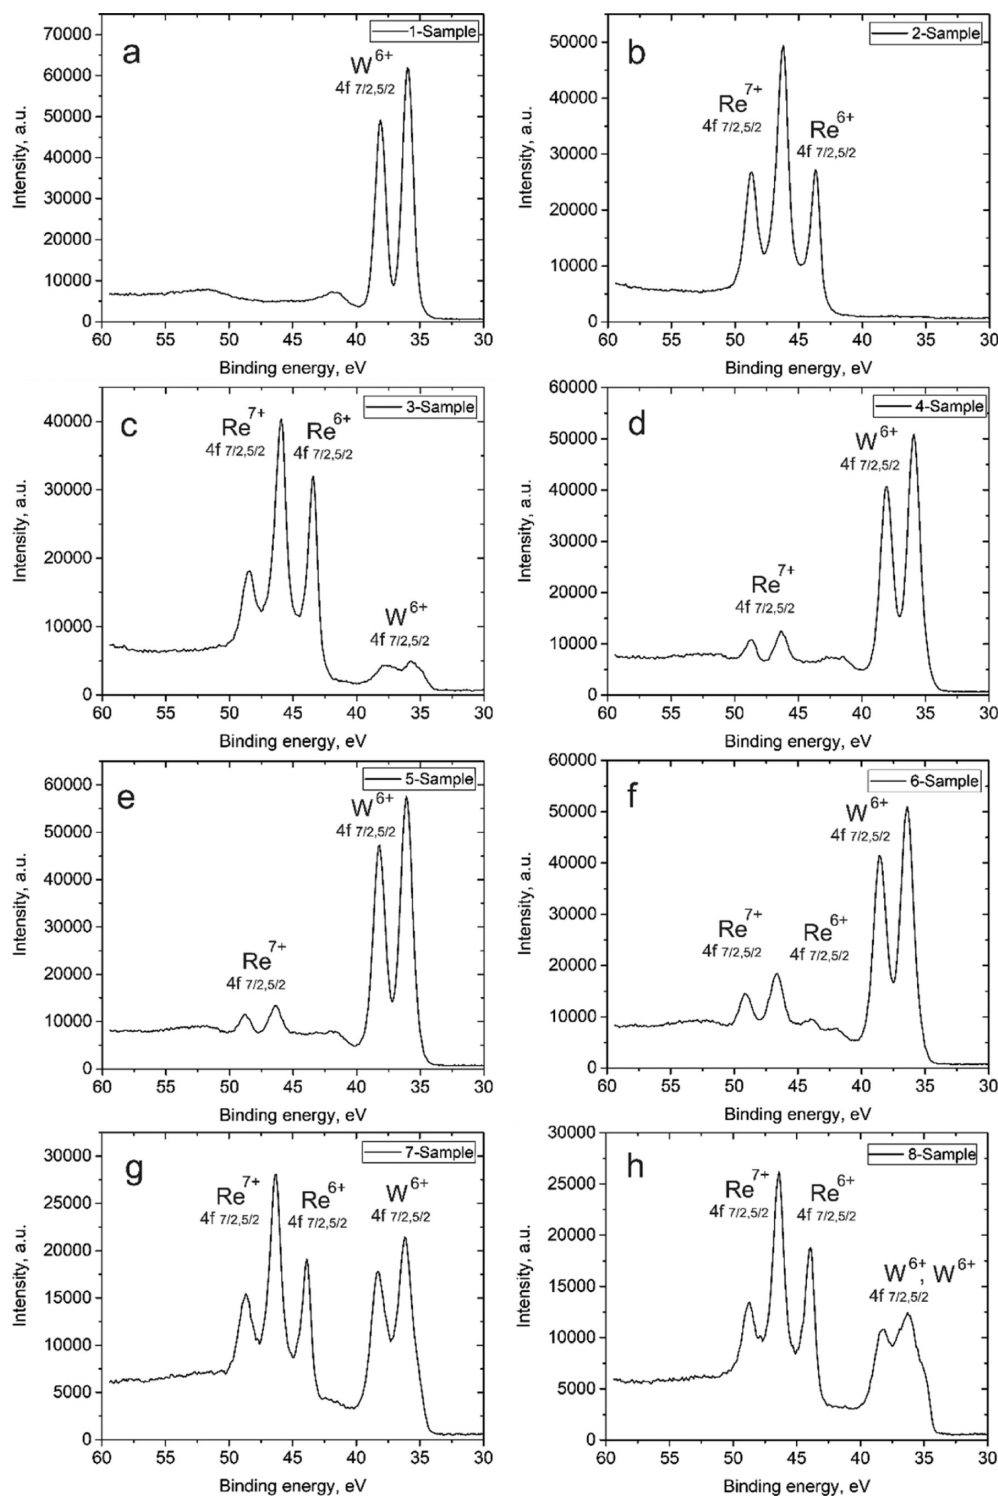 a
1-Sample
W6+
4f 7/2,5/2
Intensity, a.u.
70000
60000
50000
40000
30000
20000
10000
0
60 55 50 45 40 35 30
Binding energy, eV
b
2-Sample
Re7+
4f 7/2,5/2
Re6+
4f 7/2,5/2
Intensity, a.u.
50000
40000
30000
20000
10000
0
60 55 50 45 40 35 30
Binding energy, eV
c
3-Sample
Re7+
4f 7/2,5/2
Re6+
4f 7/2,5/2
W6+
4f 7/2,5/2
Intensity, a.u.
40000
30000
20000
10000
0
60 55 50 45 40 35 30
Binding energy, eV
d
4-Sample
W6+
4f 7/2,5/2
Re7+
4f 7/2,5/2
Intensity, a.u.
60000
50000
40000
30000
20000
10000
0
60 55 50 45 40 35 30
Binding energy, eV
e
5-Sample
W6+
4f 7/2,5/2
Re7+
4f 7/2,5/2
Intensity, a.u.
60000
50000
40000
30000
20000
10000
0
60 55 50 45 40 35 30
Binding energy, eV
f
6-Sample
W6+
4f 7/2,5/2
Re7+
4f 7/2,5/2
Re6+
4f 7/2,5/2
Intensity, a.u.
60000
50000
40000
30000
20000
10000
0
60 55 50 45 40 35 30
Binding energy, eV
g
7-Sample
Re7+
4f 7/2,5/2
Re6+
4f 7/2,5/2
W6+
4f 7/2,5/2
Intensity, a.u.
30000
25000
20000
15000
10000
5000
0
60 55 50 45 40 35 30
Binding energy, eV
h
8-Sample
Re7+
4f 7/2,5/2
Re6+
4f 7/2,5/2
W6+, W6+
4f 7/2,5/2
Intensity, a.u.
30000
25000
20000
15000
10000
5000
0
60 55 50 45 40 35 30
Binding energy, eV